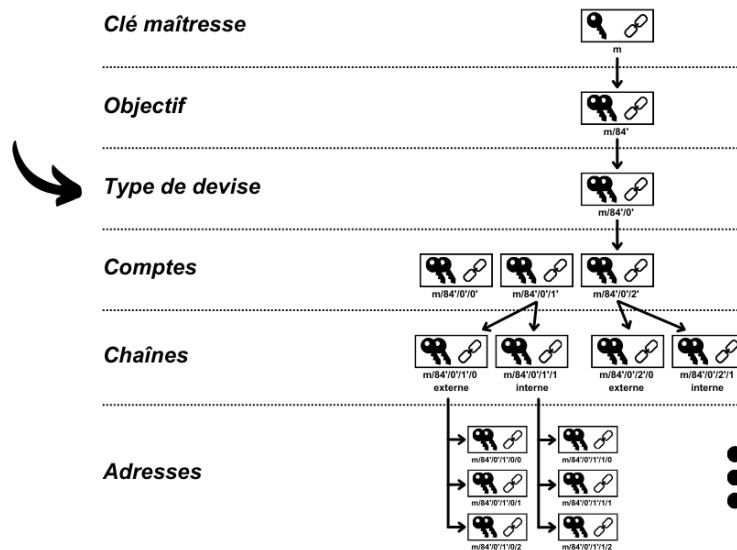 Clé maîtresse
m
Objectif
m/84'
Type de devise
m/84'/0'
Comptes
m/84'/0'/0' m/84'/0'/1' m/84'/0'/2'
Chaînes
m/84'/0'/1'/0 m/84'/0'/1'/1 m/84'/0'/2'/0 m/84'/0'/2'/1
externe interne externe interne
Adresses
m/84'/0'/1'/0/0 m/84'/0'/1'/1/0
m/84'/0'/1'/0/1 m/84'/0'/1'/1/1
m/84'/0'/1'/0/2 m/84'/0'/1'/1/2